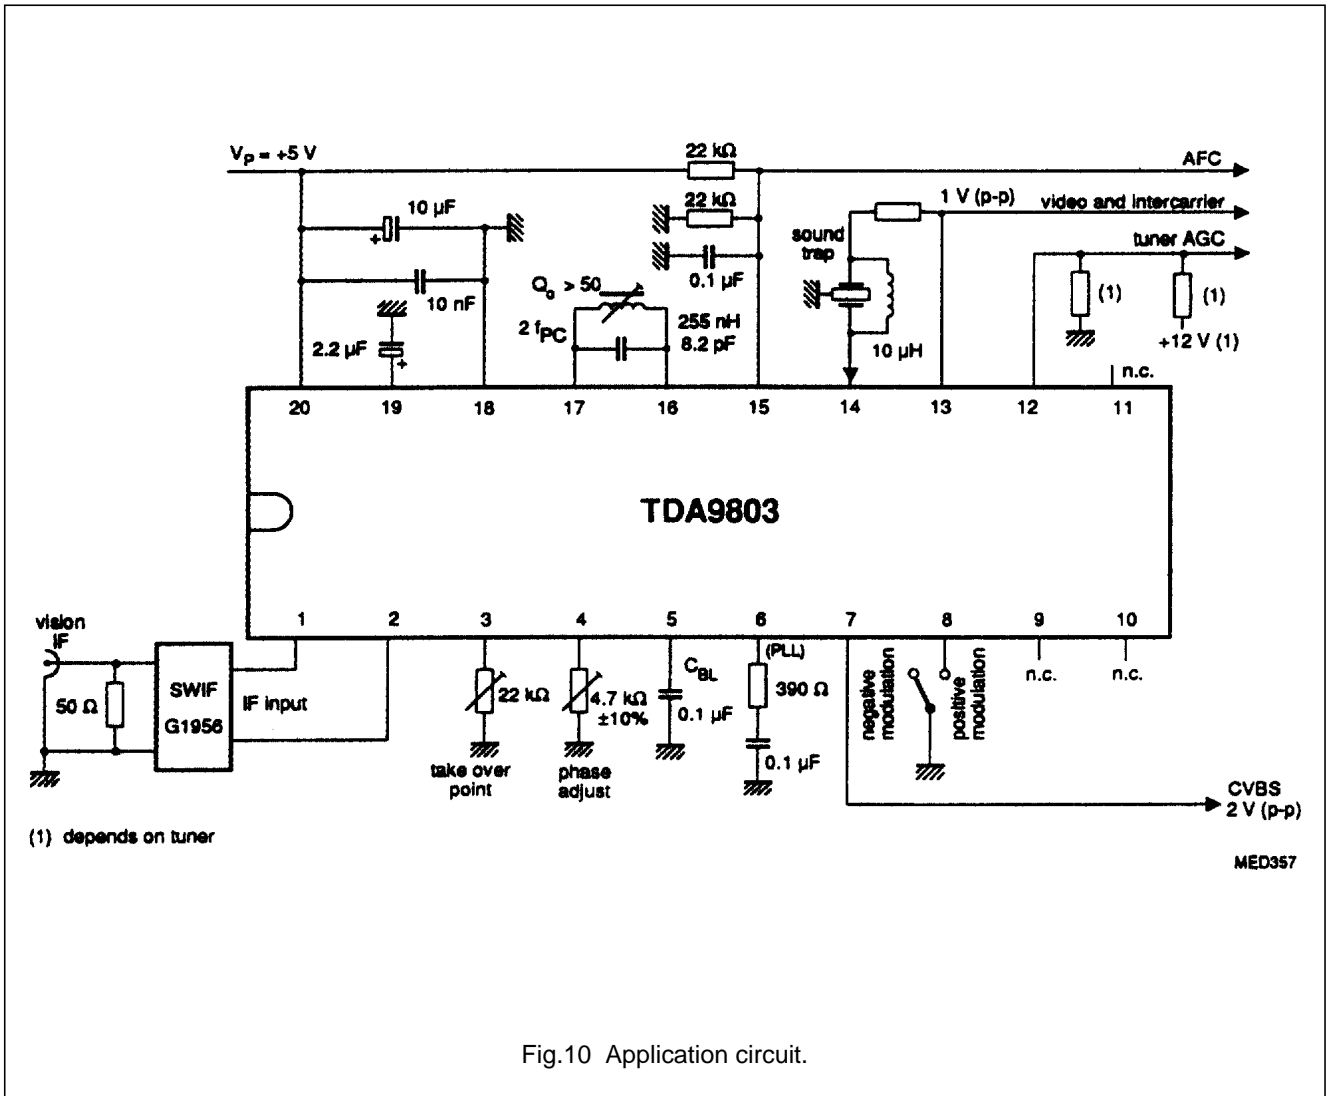 V_P = +5 V
22 kΩ
AFC
22 kΩ
1 V (p-p)
video and intercarrier
10 µF
+
sound
trap
tuner AGC
0.1 µF
(1)
(1)
Q_o > 50
10 nF
2 f_PC
255 nH
8.2 pF
2.2 µF
+
10 µH
+12 V (1)
n.c.
20 19 18 17 16 15 14 13 12 11
TDA9803
1 2 3 4 5 6 7 8 9 10
vision
IF
50 Ω
SWIF
G1956
IF input
22 kΩ
take over
point
4.7 kΩ
±10%
phase
adjust
C_BL
0.1 µF
(PLL)
390 Ω
0.1 µF
negative
modulation
positive
modulation
n.c.
n.c.
CVBS
2 V (p-p)
(1) depends on tuner
MED357
Fig.10 Application circuit.